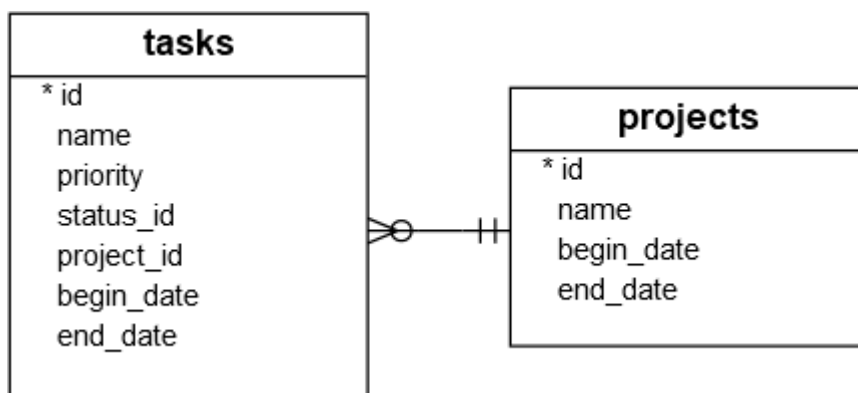 tasks
* id
name
priority
status_id
project_id
begin_date
end_date
projects
* id
name
begin_date
end_date